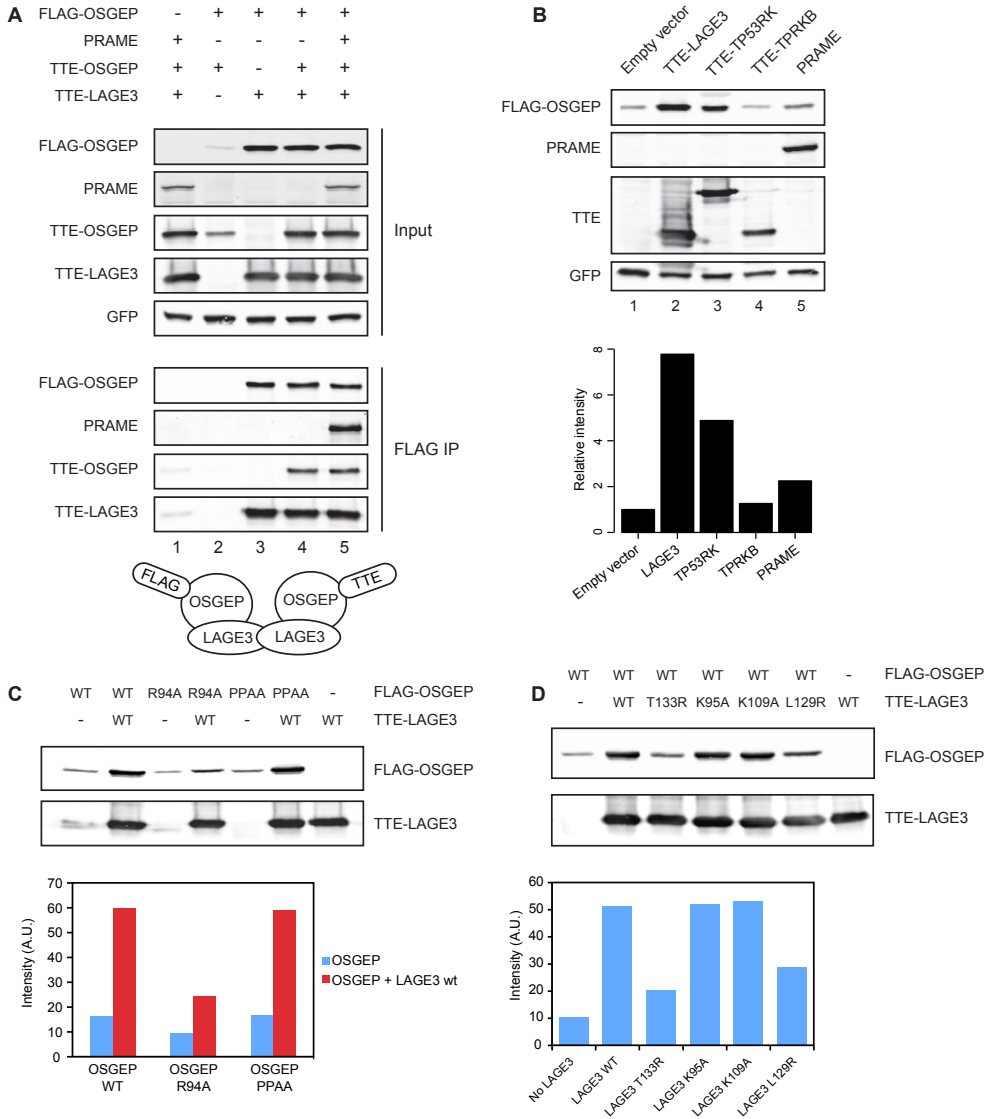 A
FLAG-OSGEP - + + + +
PRAME + - - - +
TTE-OSGEP + + - + +
TTE-LAGE3 + - + + +
FLAG-OSGEP
PRAME
TTE-OSGEP
TTE-LAGE3
GFP
Input
FLAG-OSGEP
PRAME
TTE-OSGEP
TTE-LAGE3
FLAG IP
1 2 3 4 5
FLAG OSGEP LAGE3 LAGE3 OSGEP TTE
B
Empty vector TTE-LAGE3 TTE-TP53RK TTE-TPRKB PRAME
FLAG-OSGEP
PRAME
TTE
GFP
1 2 3 4 5
Relative intensity
8
6
4
2
0
Empty vector LAGE3 TP53RK TPRKB PRAME
C
WT WT R94A R94A PPAA PPAA - FLAG-OSGEP
- WT - WT - WT WT TTE-LAGE3
FLAG-OSGEP
TTE-LAGE3
Intensity (A.U.)
70
60
50
40
30
20
10
0
OSGEP WT
OSGEP R94A
OSGEP PPAA
OSGEP
OSGEP + LAGE3 wt
D
WT WT WT WT WT WT - FLAG-OSGEP
- WT T133R K95A K109A L129R WT TTE-LAGE3
FLAG-OSGEP
TTE-LAGE3
Intensity (A.U.)
60
50
40
30
20
10
0
No LAGE3 LAGE3 WT LAGE3 T133R LAGE3 K95A LAGE3 K109A LAGE3 L129R